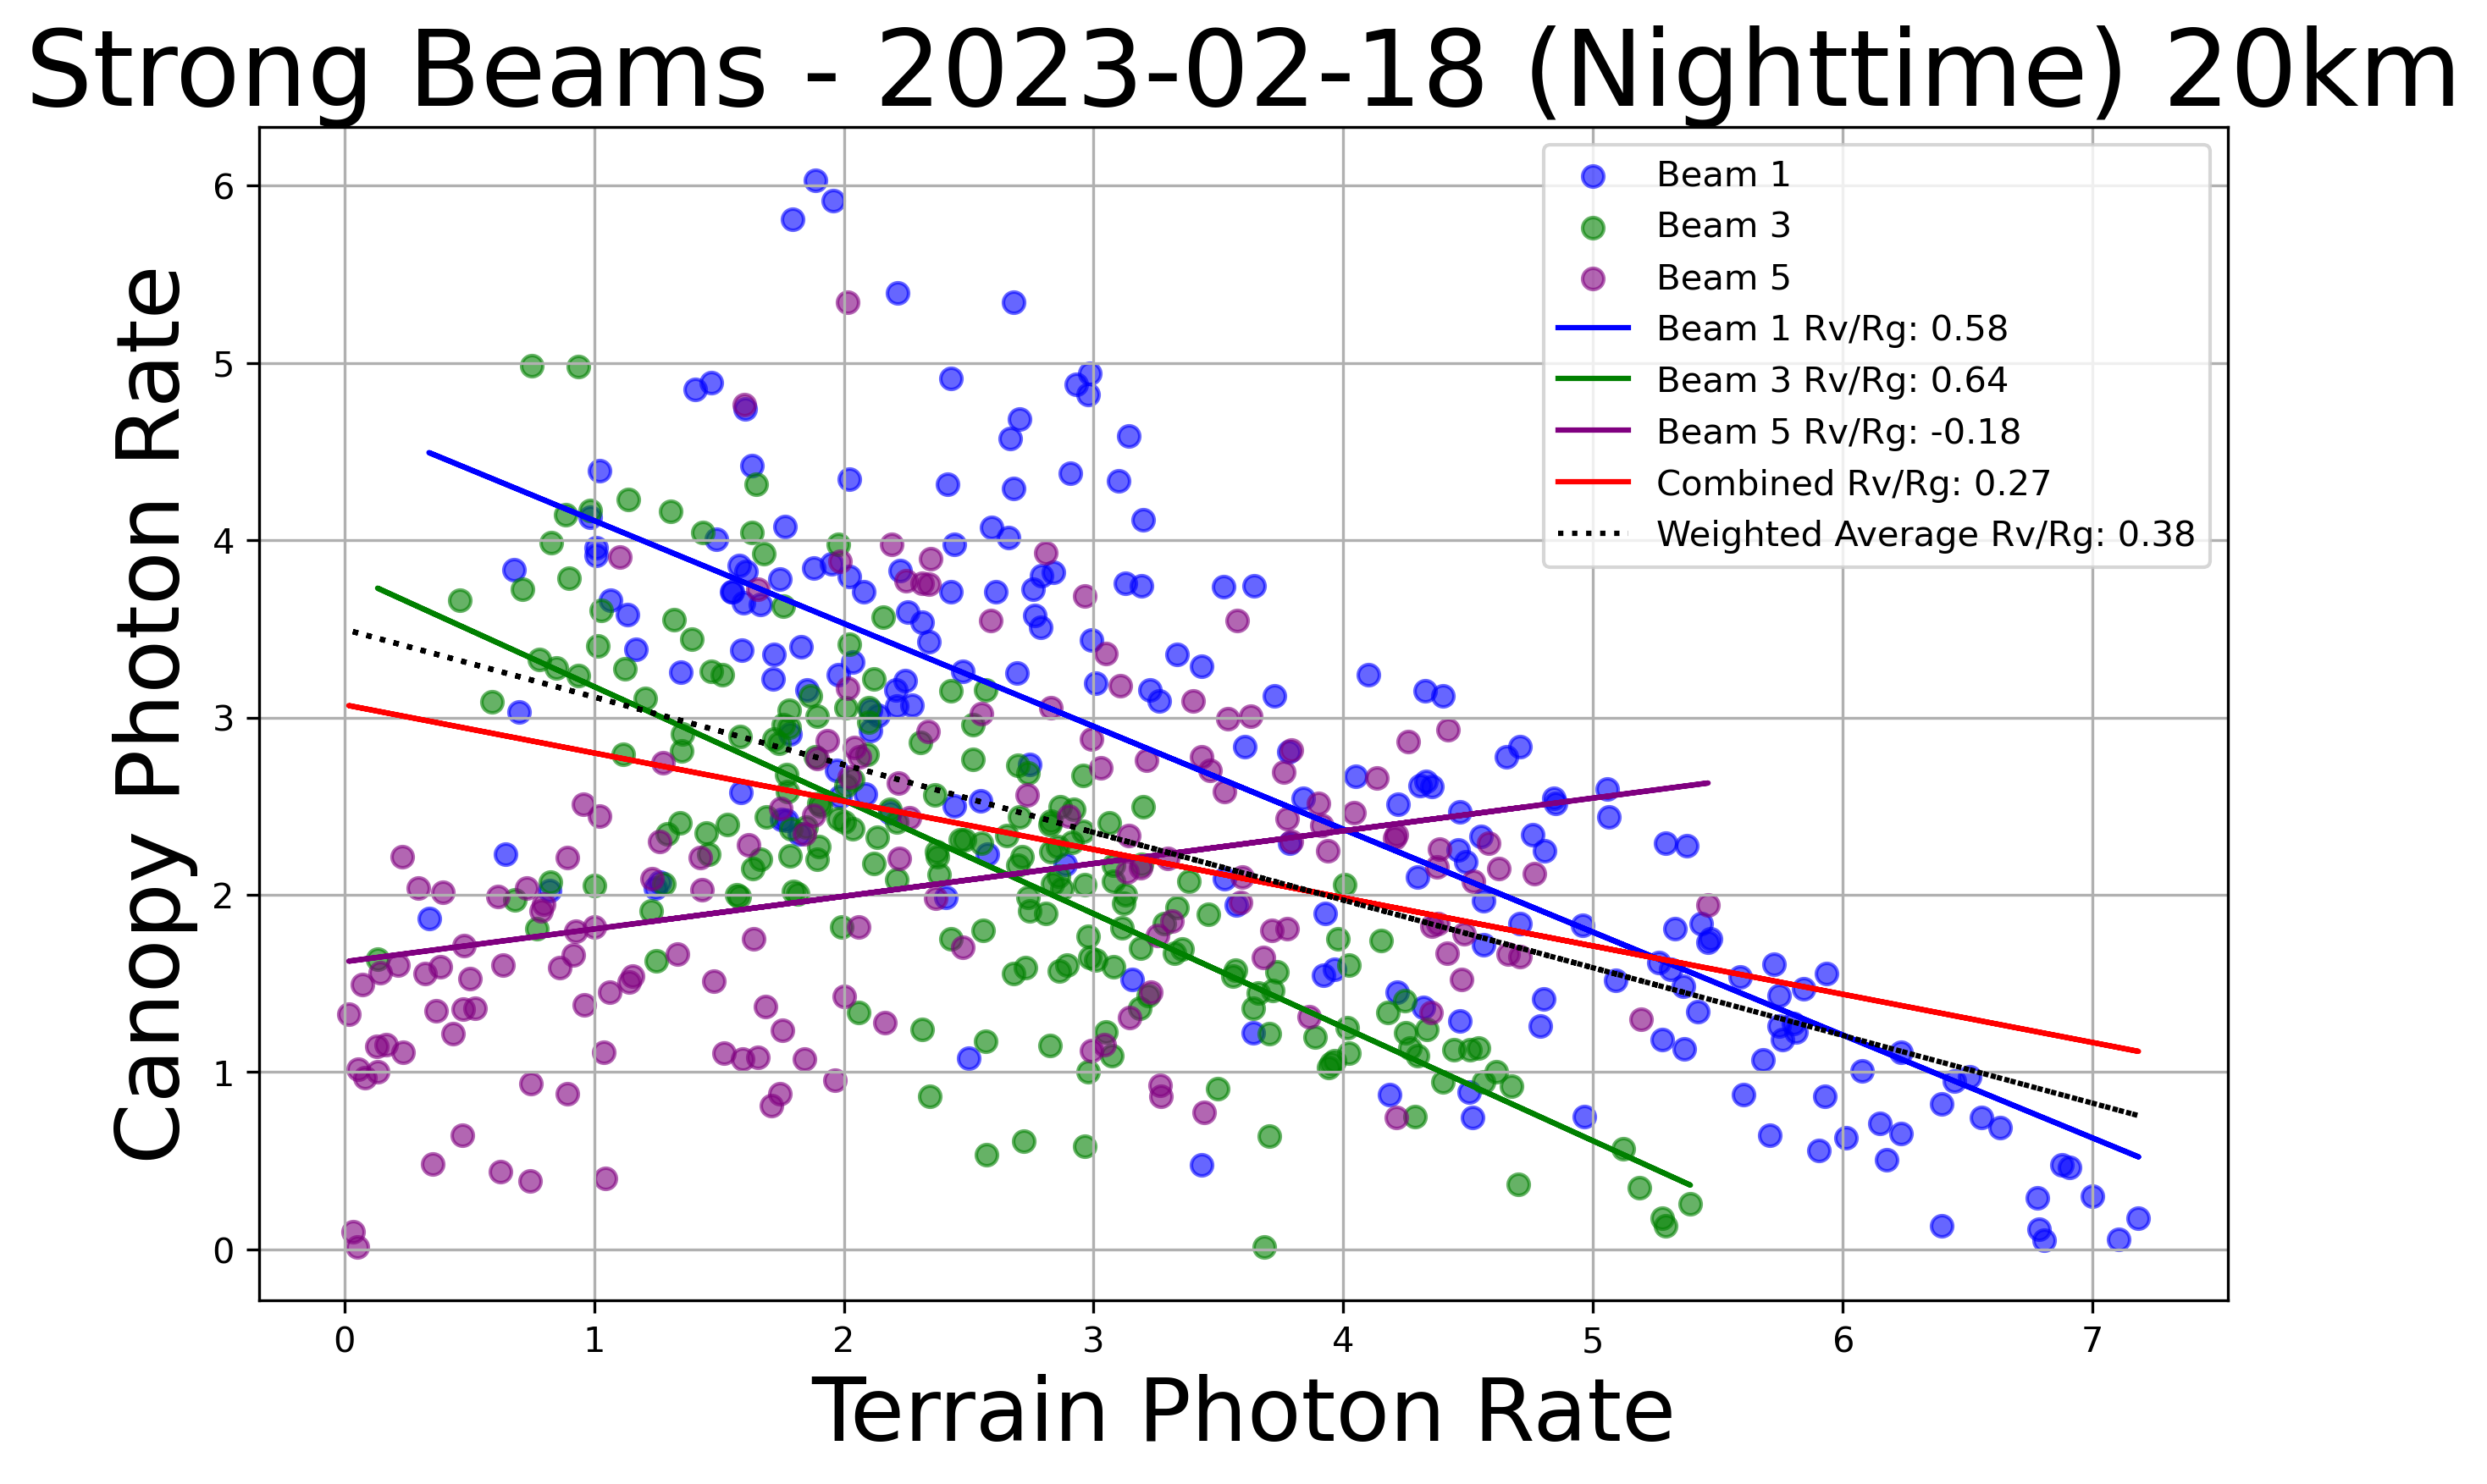 Strong Beams - 2023-02-18 (Nighttime) 20km
Canopy Photon Rate
6
5
4
3
2
1
0
Beam 1
Beam 3
Beam 5
Beam 1 Rv/Rg: 0.58
Beam 3 Rv/Rg: 0.64
Beam 5 Rv/Rg: -0.18
Combined Rv/Rg: 0.27
Weighted Average Rv/Rg: 0.38
0 1 2 3 4 5 6 7
Terrain Photon Rate